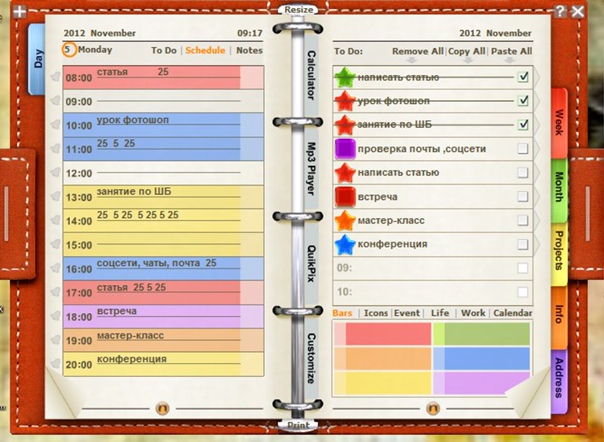 Resize
2012 November 09:17
5 Monday To Do | Schedule | Notes
08:00 статья 25
09:00
10:00 урок фотошоп
11:00 25 5 25
12:00
13:00 занятие по ШБ
14:00 25 5 25 5 25 5 25
15:00
16:00 соцсети, чаты, почта 25
17:00 статья 25 5 25
18:00 встреча
19:00 мастер-класс
20:00 конференция
Day
Calculator
Mp3 Player
QuikPix
Customize
Print
2012 November
To Do: Remove All | Copy All | Paste All
написать статью
урок фотошоп
занятие по ШБ
проверка почты ,соцсети
написать статью
встреча
мастер-класс
конференция
09:
10:
Bars | Icons | Event | Life | Work | Calendar
Week
Month
Projects
Info
Address